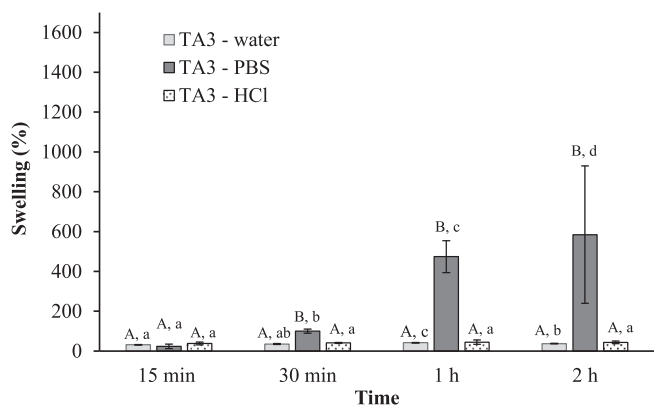 1600
1400
1200
1000
800
600
400
200
0
Swelling (%)
TA3 - water
TA3 - PBS
TA3 - HCl
A, a
A, a
A, a
A, ab
B, b
A, a
A, c
B, c
A, a
A, b
B, d
A, a
15 min
30 min
1 h
2 h
Time